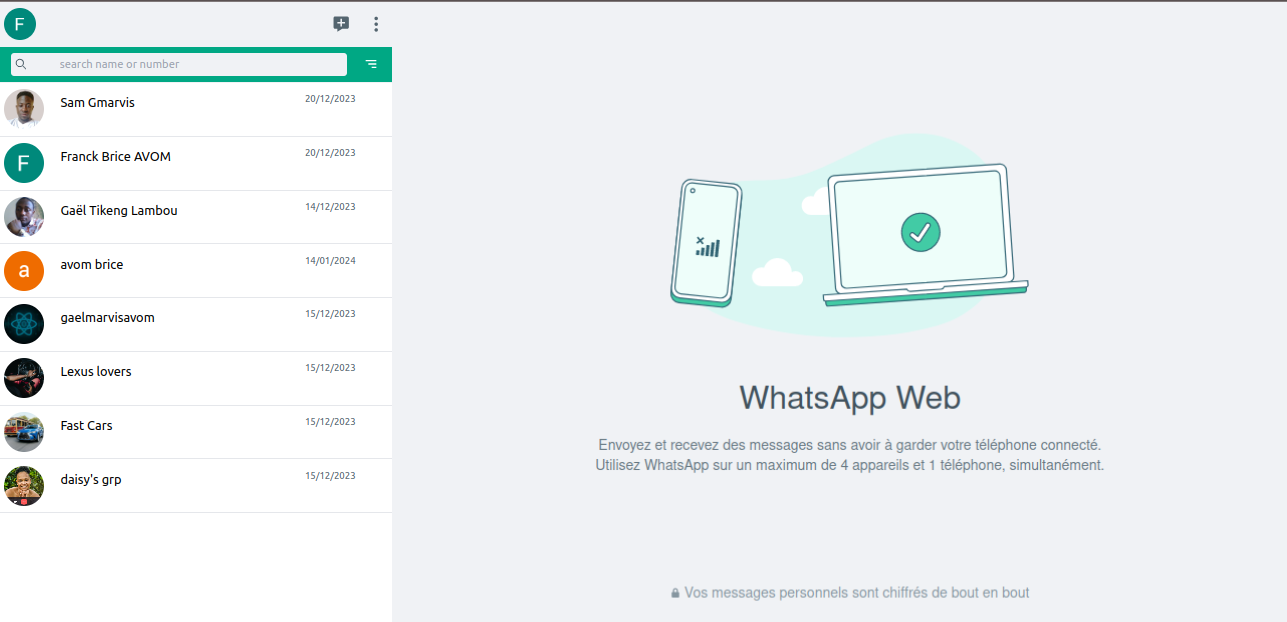 F
search name or number
Sam Gmarvis
20/12/2023
F
Franck Brice AVOM
20/12/2023
Gaël Tikeng Lambou
14/12/2023
a
avom brice
14/01/2024
gaelmarvisavom
15/12/2023
Lexus lovers
15/12/2023
Fast Cars
15/12/2023
daisy's grp
15/12/2023
WhatsApp Web
Envoyez et recevez des messages sans avoir à garder votre téléphone connecté.
Utilisez WhatsApp sur un maximum de 4 appareils et 1 téléphone, simultanément.
Vos messages personnels sont chiffrés de bout en bout